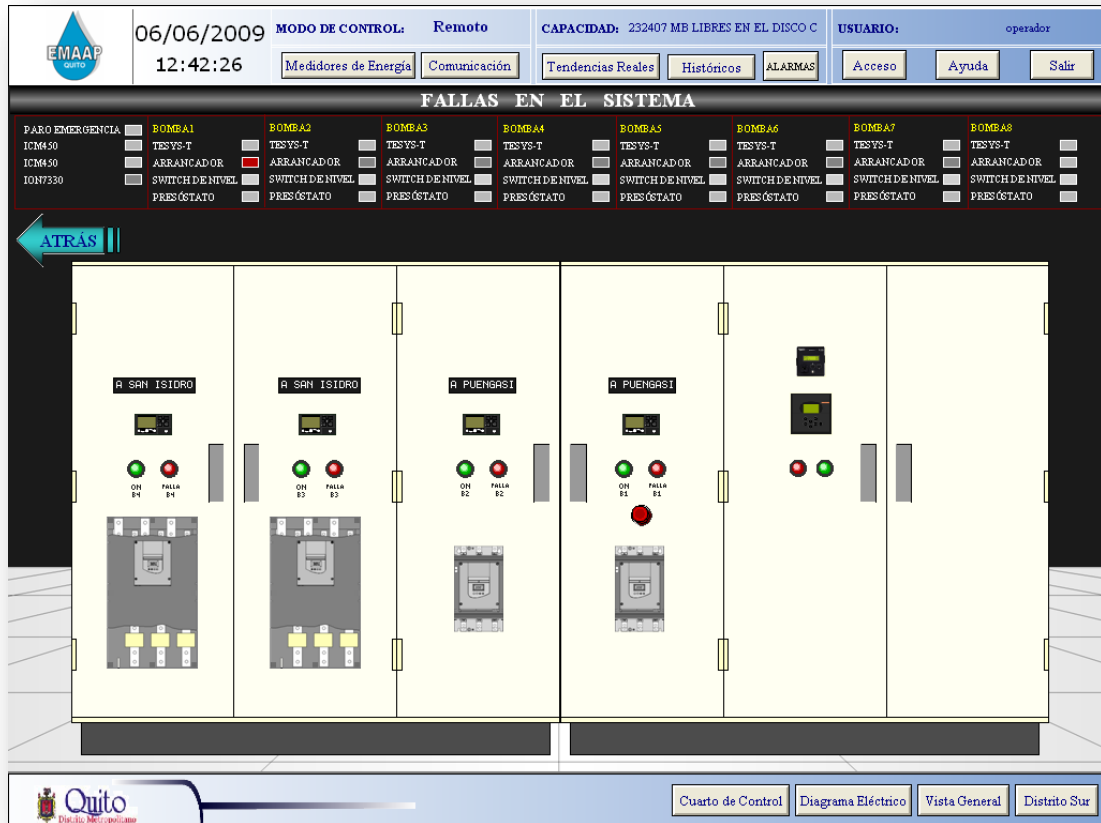 EMAAP
QUITO
06/06/2009
12:42:26
MODO DE CONTROL: Remoto
Medidores de Energía
Comunicación
CAPACIDAD: 232407 MB LIBRES EN EL DISCO C
Tendencias Reales
Históricos
ALARMAS
USUARIO: operador
Acceso
Ayuda
Salir
FALLAS EN EL SISTEMA
PARO EMERGENCIA
ICM450
ICM450
ION7330
BOMBA1
TESYS-T
ARRANCADOR
SWITCH DE NIVEL
PRESÓSTATO
BOMBA2
TESYS-T
ARRANCADOR
SWITCH DE NIVEL
PRESÓSTATO
BOMBA3
TESYS-T
ARRANCADOR
SWITCH DE NIVEL
PRESÓSTATO
BOMBA4
TESYS-T
ARRANCADOR
SWITCH DE NIVEL
PRESÓSTATO
BOMBA5
TESYS-T
ARRANCADOR
SWITCH DE NIVEL
PRESÓSTATO
BOMBA6
TESYS-T
ARRANCADOR
SWITCH DE NIVEL
PRESÓSTATO
BOMBA7
TESYS-T
ARRANCADOR
SWITCH DE NIVEL
PRESÓSTATO
BOMBA8
TESYS-T
ARRANCADOR
SWITCH DE NIVEL
PRESÓSTATO
ATRÁS
A SAN ISIDRO
A SAN ISIDRO
A PUENGASI
A PUENGASI
ON B4
FALLA B4
ON B3
FALLA B3
ON B2
FALLA B2
ON B1
FALLA B1
Quito
Distrito Metropolitano
Cuarto de Control
Diagrama Eléctrico
Vista General
Distrito Sur